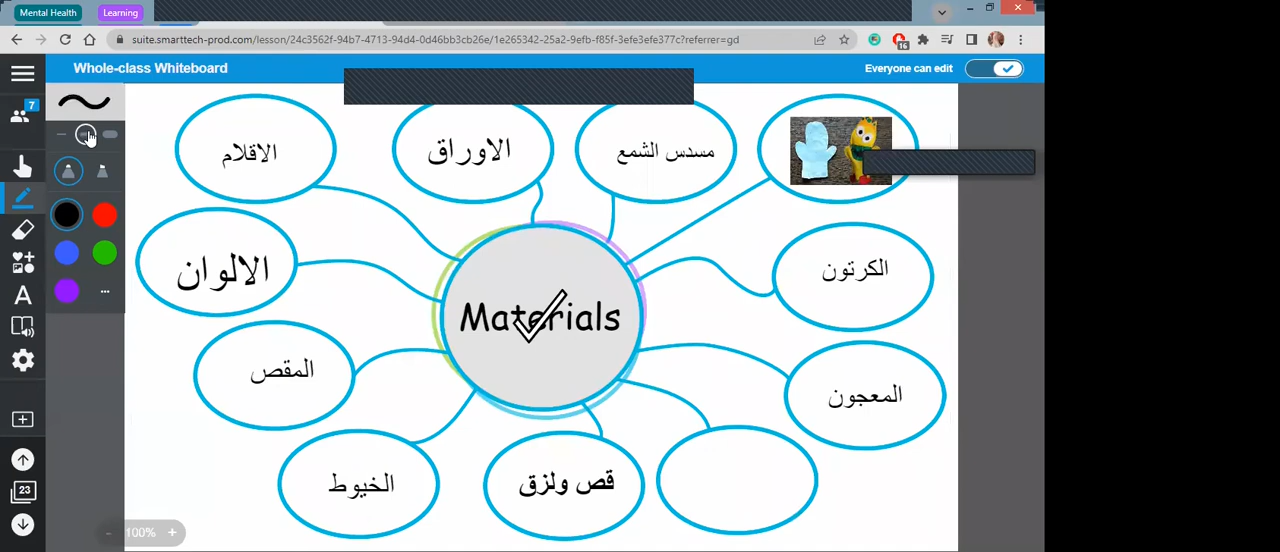 Mental Health
Learning
suite.smarttech-prod.com/lesson/24c3562f-94b7-4713-94d4-0d46bb3cb26e/1e265342-25a2-9efb-f85f-3efe3efe377c?referrer=gd
16
Whole-class Whiteboard
Everyone can edit
7
الاقلام
الاوراق
مسدس الشمع
الالوان
الكرتون
Materials
المقص
المعجون
الخيوط
قص ولزق
A
23
100%